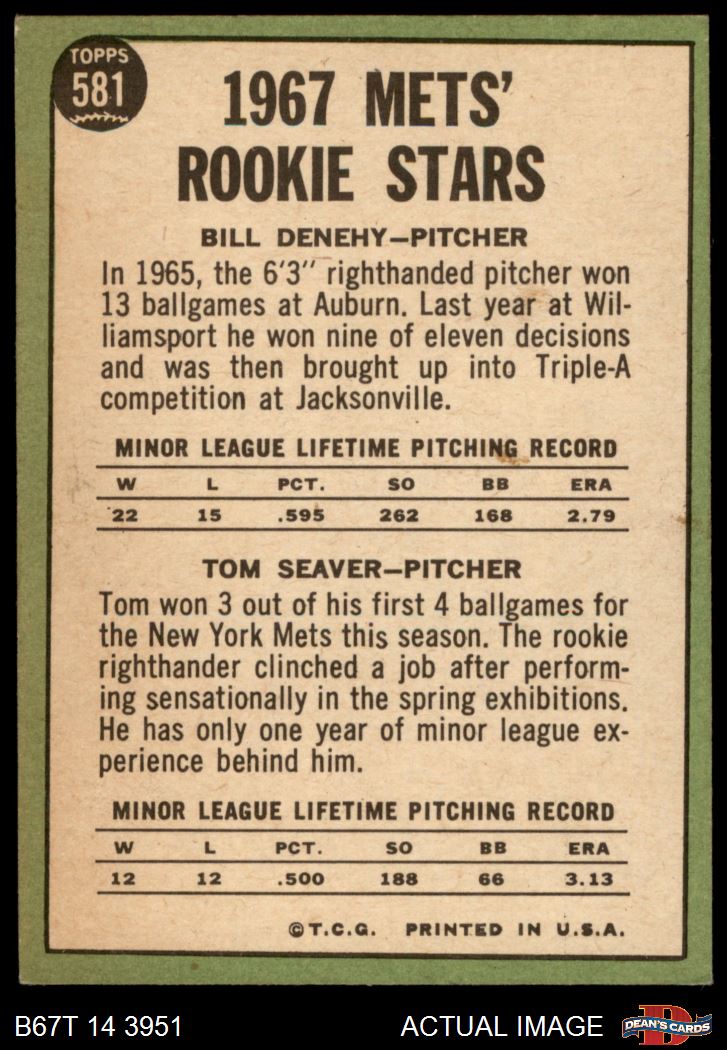 TOPPS
581
1967 METS'
ROOKIE STARS
BILL DENEHY—PITCHER
In 1965, the 6'3" righthanded pitcher won
13 ballgames at Auburn. Last year at Wil-
liamsport he won nine of eleven decisions
and was then brought up into Triple-A
competition at Jacksonville.
MINOR LEAGUE LIFETIME PITCHING RECORD
W L PCT. SO BB ERA
22 15 .595 262 168 2.79
TOM SEAVER—PITCHER
Tom won 3 out of his first 4 ballgames for
the New York Mets this season. The rookie
righthander clinched a job after perform-
ing sensationally in the spring exhibitions.
He has only one year of minor league ex-
perience behind him.
MINOR LEAGUE LIFETIME PITCHING RECORD
W L PCT. SO BB ERA
12 12 .500 188 66 3.13
©T.C.G. PRINTED IN U.S.A.
B67T 14 3951 ACTUAL IMAGE DEAN'S CARDS